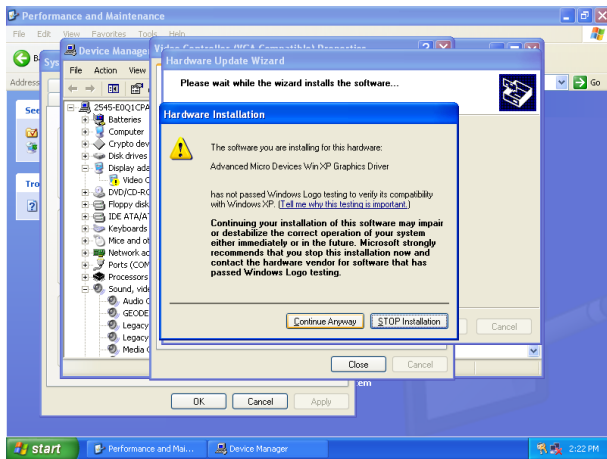 Performance and Maintenance
File Edit View Favorites Tools Help
Device Manage
Hardware Update Wizard
Address
Go
File Action View
Please wait while the wizard installs the software...
2545-E0Q1CPA
Batteries
Computer
Crypto dev
Disk drives
Display ada
Video C
DVD/CD-RO
Floppy disk
IDE ATA/AT
Keyboards
Mice and ot
Network ad
Ports (COM
Processors
Sound, vide
Audio C
GEODE
Legacy
Legacy
Media C
Hardware Installation
The software you are installing for this hardware:
Advanced Micro Devices Win XP Graphics Driver
has not passed Windows Logo testing to verify its compatibility
with Windows XP. (Tell me why this testing is important.)
Continuing your installation of this software may impair
or destabilize the correct operation of your system
either immediately or in the future. Microsoft strongly
recommends that you stop this installation now and
contact the hardware vendor for software that has
passed Windows Logo testing.
Continue Anyway STOP Installation
Cancel
Close Cancel
em
OK Cancel Apply
start Performance and Mai... Device Manager 2:22 PM